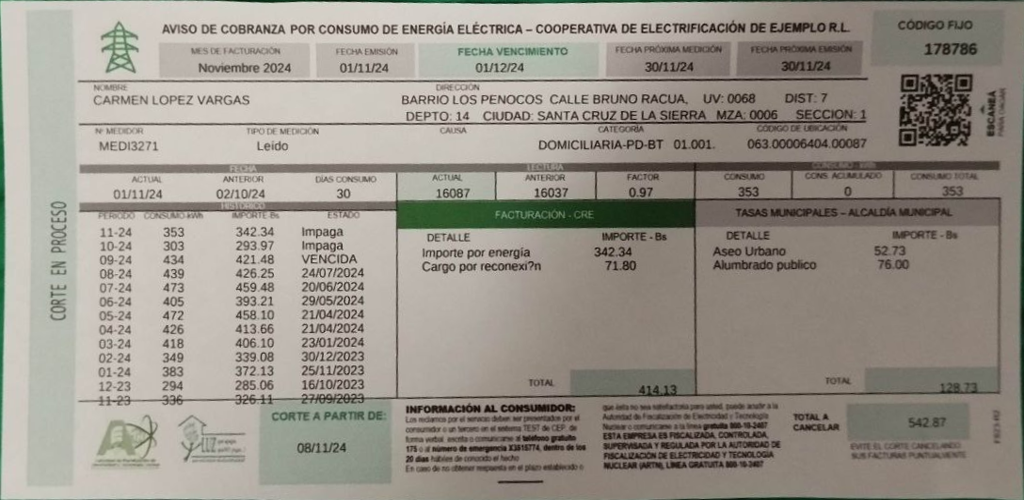 AVISO DE COBRANZA POR CONSUMO DE ENERGÍA ELÉCTRICA – COOPERATIVA DE ELECTRIFICACIÓN DE EJEMPLO R.L.
CÓDIGO FIJO
178786
MES DE FACTURACIÓN FECHA EMISIÓN FECHA VENCIMIENTO FECHA PRÓXIMA MEDICIÓN FECHA PRÓXIMA EMISIÓN
Noviembre 2024 01/11/24 01/12/24 30/11/24 30/11/24
NOMBRE DIRECCIÓN
CARMEN LOPEZ VARGAS BARRIO LOS PENOCOS CALLE BRUNO RACUA, UV: 0068 DIST: 7
DEPTO: 14 CIUDAD: SANTA CRUZ DE LA SIERRA MZA: 0006 SECCION: 1
ESCANEÁ
PARA PAGAR
Nº MEDIDOR TIPO DE MEDICIÓN CAUSA CATEGORÍA CÓDIGO DE UBICACIÓN
MEDI3271 Leído DOMICILIARIA-PD-BT 01.001. 063.00006404.00087
FECHA LECTURA CONSUMO - kWh
ACTUAL ANTERIOR DÍAS CONSUMO ACTUAL ANTERIOR FACTOR CONSUMO CONS ACUMULADO CONSUMO TOTAL
01/11/24 02/10/24 30 16087 16037 0.97 353 0 353
HISTÓRICO
PERIODO CONSUMO-kWh IMPORTE-Bs ESTADO
11-24 353 342.34 Impaga
10-24 303 293.97 Impaga
09-24 434 421.48 VENCIDA
08-24 439 426.25 24/07/2024
07-24 473 459.48 20/06/2024
06-24 405 393.21 29/05/2024
05-24 472 458.10 21/04/2024
04-24 426 413.66 21/04/2024
03-24 418 406.10 23/01/2024
02-24 349 339.08 30/12/2023
01-24 383 372.13 25/11/2023
12-23 294 285.06 16/10/2023
11-23 336 326.11 27/09/2023
CORTE EN PROCESO
FACTURACIÓN - CRE
DETALLE IMPORTE - Bs
Importe por energía 342.34
Cargo por reconexi?n 71.80
TOTAL 414.13
TASAS MUNICIPALES – ALCALDÍA MUNICIPAL
DETALLE IMPORTE - Bs
Aseo Urbano 52.73
Alumbrado publico 76.00
TOTAL 128.73
LUZ
CORTE A PARTIR DE:
08/11/24
INFORMACIÓN AL CONSUMIDOR:
Los reclamos por el servicio deben ser presentados por el
consumidor o un tercero en el sistema TEST de CEP, de
forma verbal, escrita o comunicarse al teléfono gratuito
175 o al número de emergencia X3815774, dentro de los
20 días hábiles de conocido el hecho
En caso de no obtener respuesta en el plazo establecido o
que ésta no sea satisfactoria para usted, puede acudir a la
Autoridad de Fiscalización de Electricidad y Tecnología
Nuclear o comunicarse a la línea gratuita 800-10-2407
ESTA EMPRESA ES FISCALIZADA, CONTROLADA,
SUPERVISADA Y REGULADA POR LA AUTORIDAD DE
FISCALIZACIÓN DE ELECTRICIDAD Y TECNOLOGÍA
NUCLEAR (AETN), LÍNEA GRATUITA 800-10-2407
TOTAL A
CANCELAR
542.87
EVITE EL CORTE CANCELANDO
SUS FACTURAS PUNTUALMENTE